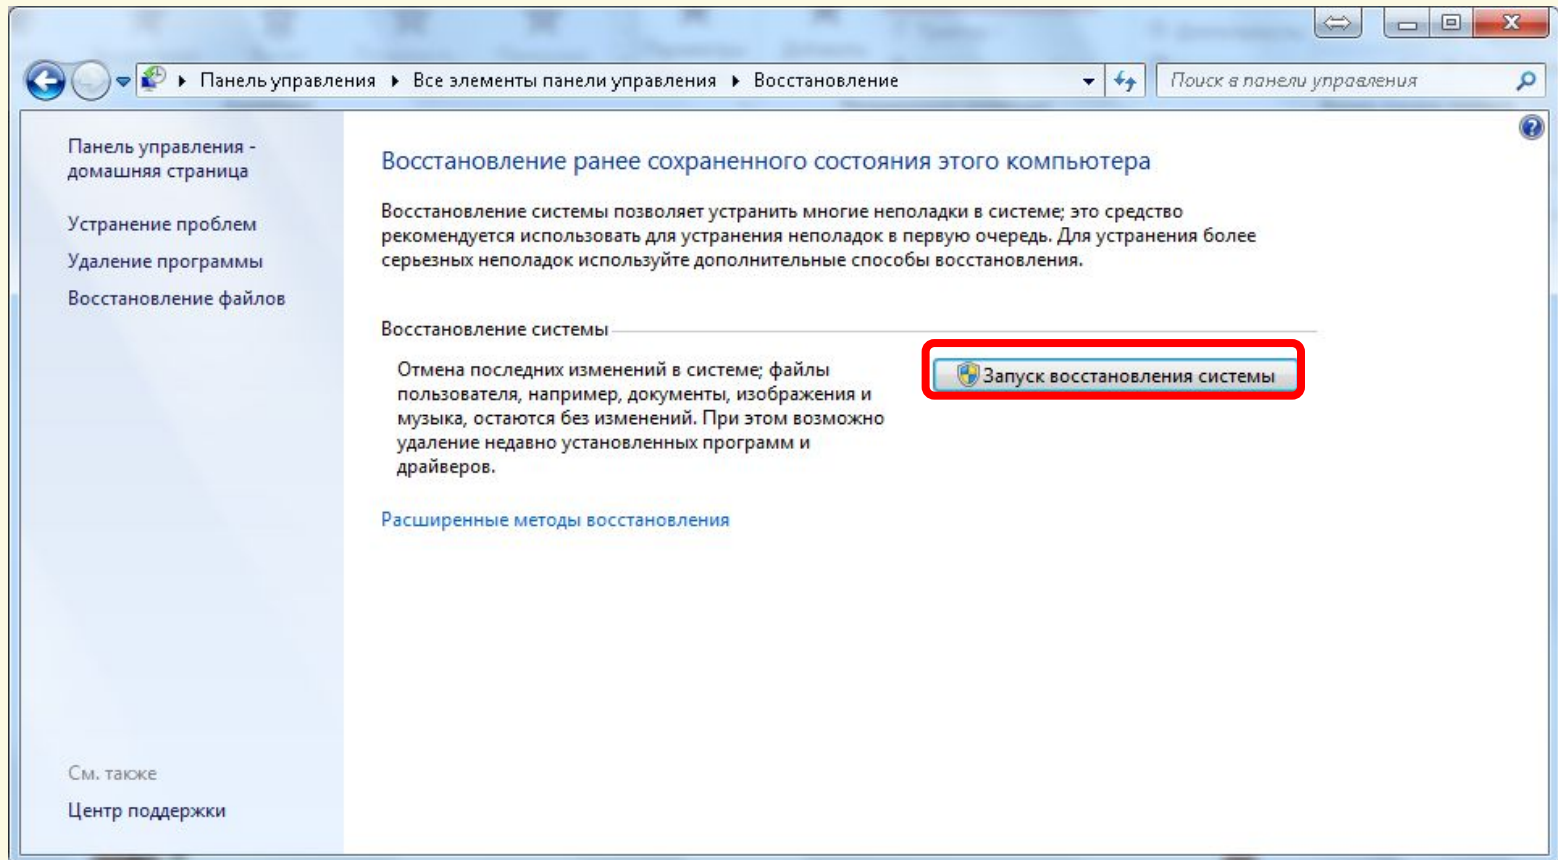 Панель управления ▸ Все элементы панели управления ▸ Восстановление
Поиск в панели управления
Панель управления -
домашняя страница
Устранение проблем
Удаление программы
Восстановление файлов
См. также
Центр поддержки
Восстановление ранее сохраненного состояния этого компьютера
Восстановление системы позволяет устранить многие неполадки в системе; это средство
рекомендуется использовать для устранения неполадок в первую очередь. Для устранения более
серьезных неполадок используйте дополнительные способы восстановления.
Восстановление системы
Отмена последних изменений в системе; файлы
пользователя, например, документы, изображения и
музыка, остаются без изменений. При этом возможно
удаление недавно установленных программ и
драйверов.
Запуск восстановления системы
Расширенные методы восстановления